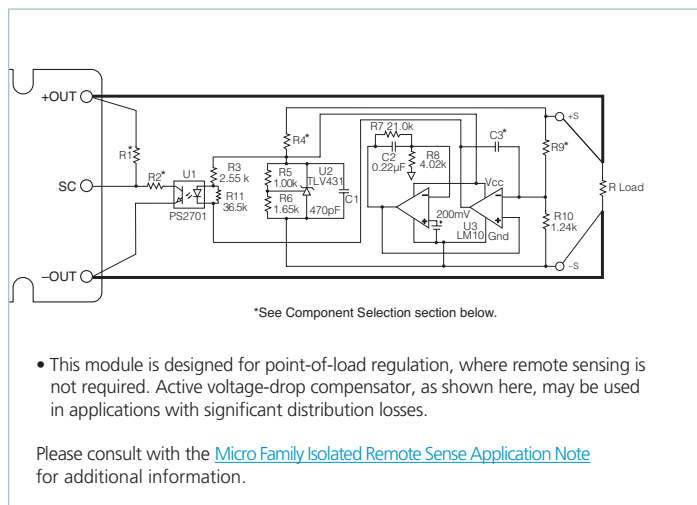 +OUT
SC
–OUT
R1*
R2*
U1
PS2701
R3
2.55 k
R11
36.5k
R4*
R5
1.00k
R6
1.65k
U2
TLV431
470pF
C1
R7 21.0k
C2
0.22µF
R8
4.02k
Vcc
200mV
U3
LM10
Gnd
C3*
R9*
R10
1.24k
+S
–S
R Load
*See Component Selection section below.
• This module is designed for point-of-load regulation, where remote sensing is
not required. Active voltage-drop compensator, as shown here, may be used
in applications with significant distribution losses.
Please consult with the Micro Family Isolated Remote Sense Application Note
for additional information.